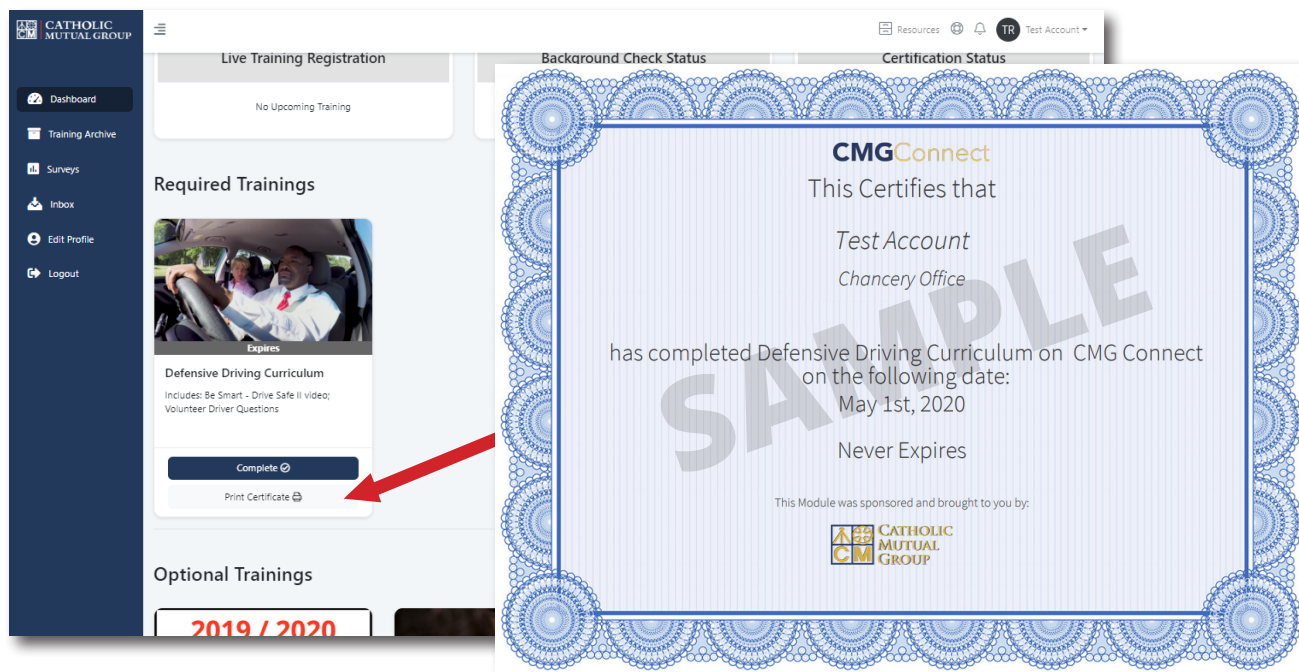 CATHOLIC
MUTUAL GROUP
CM
Resources
TR
Test Account
Dashboard
Training Archive
Surveys
Inbox
Edit Profile
Logout
Live Training Registration
No Upcoming Training
Background Check Status
Certification Status
Required Trainings
Expires
Defensive Driving Curriculum
Includes: Be Smart - Drive Safe II video;
Volunteer Driver Questions
Complete
Print Certificate
Optional Trainings
2019 / 2020
CMGConnect
This Certifies that
Test Account
Chancery Office
has completed Defensive Driving Curriculum on CMG Connect
on the following date:
May 1st, 2020
Never Expires
SAMPLE
This Module was sponsored and brought to you by:
CM
CATHOLIC
MUTUAL
GROUP